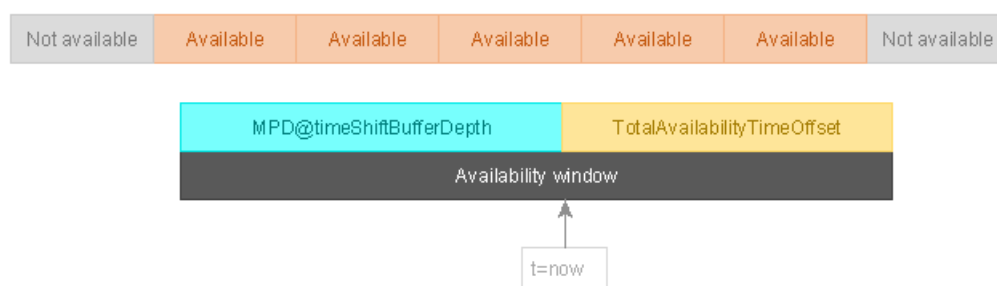 Not available Available Available Available Available Available Not available
MPD@timeShiftBufferDepth TotalAvailabilityTimeOffset
Availability window
t=now